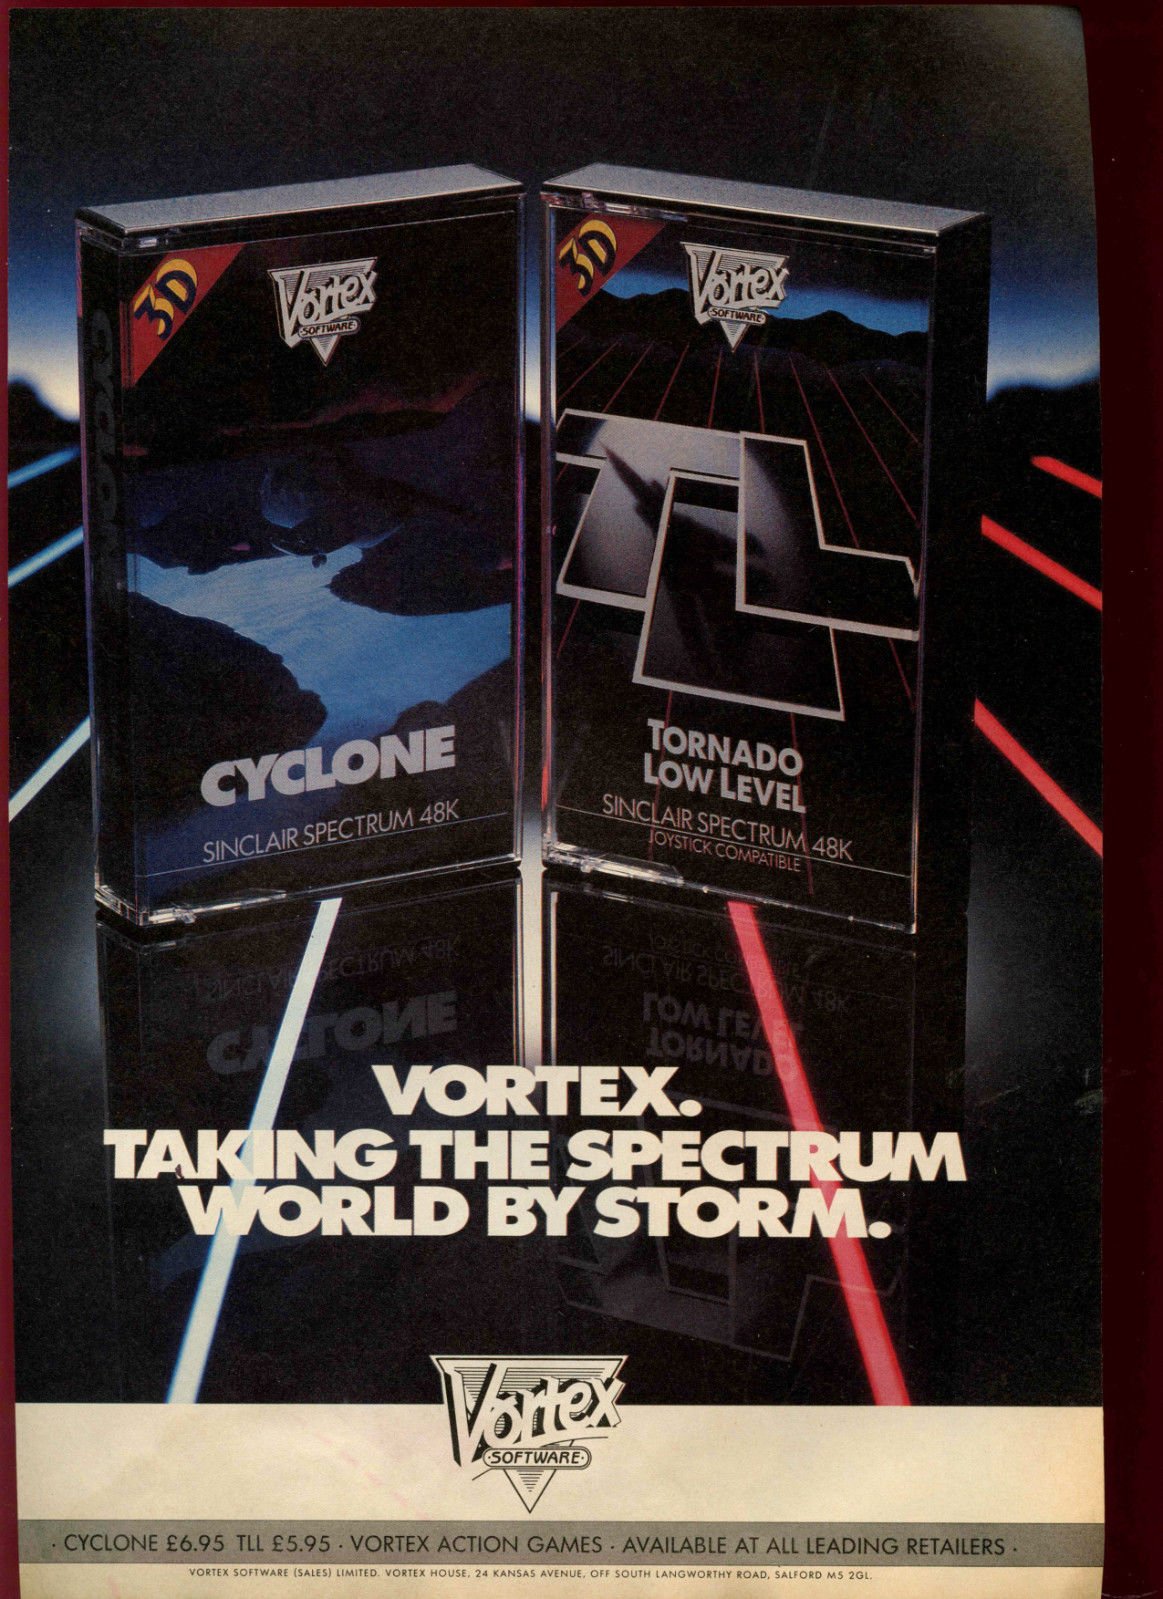 3D
Vortex
SOFTWARE
CYCLONE
CYCLONE
SINCLAIR SPECTRUM 48K
3D
Vortex
SOFTWARE
TL
TORNADO
LOW LEVEL
SINCLAIR SPECTRUM 48K
JOYSTICK COMPATIBLE
VORTEX.
TAKING THE SPECTRUM
WORLD BY STORM.
Vortex
·SOFTWARE·
· CYCLONE £6.95 TLL £5.95 · VORTEX ACTION GAMES · AVAILABLE AT ALL LEADING RETAILERS ·
VORTEX SOFTWARE (SALES) LIMITED. VORTEX HOUSE, 24 KANSAS AVENUE, OFF SOUTH LANGWORTHY ROAD, SALFORD M5 2GL.